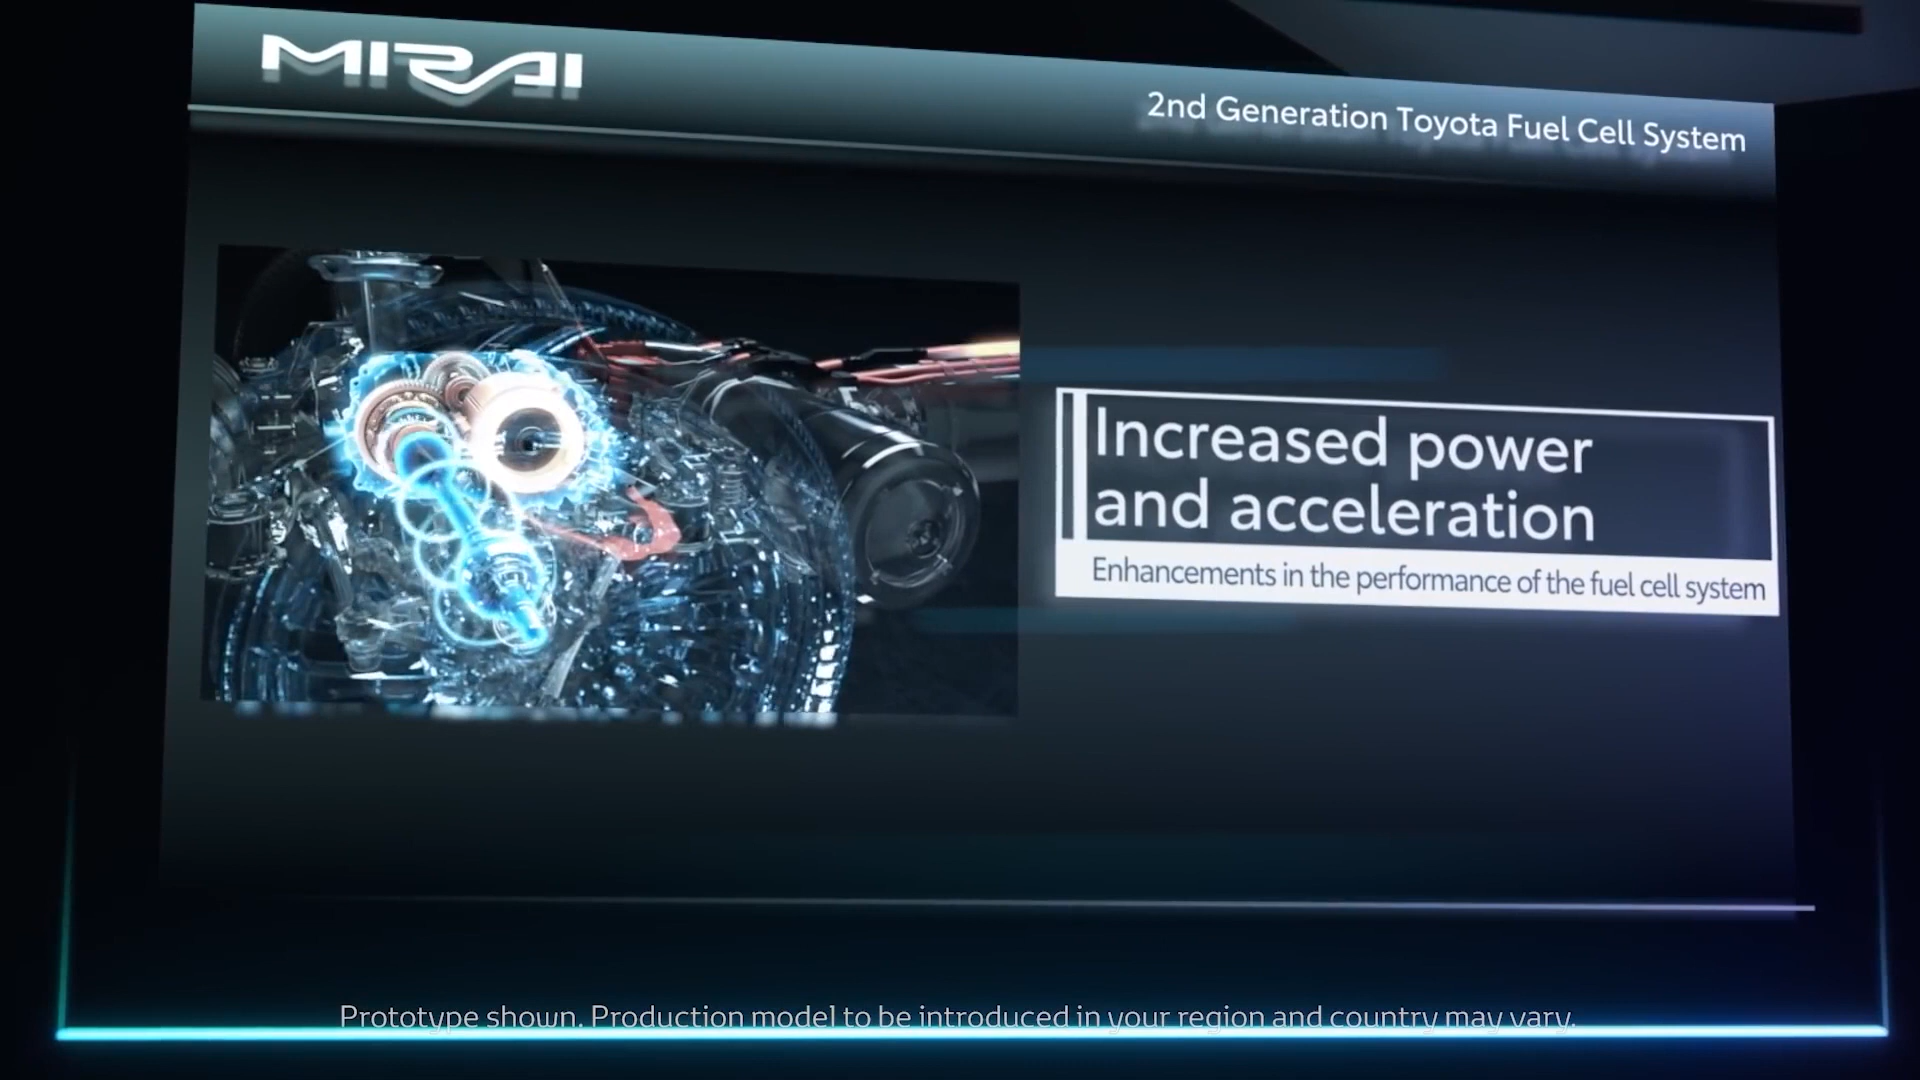 MIRAI
2nd Generation Toyota Fuel Cell System
Increased power
and acceleration
Enhancements in the performance of the fuel cell system
Prototype shown. Production model to be introduced in your region and country may vary.